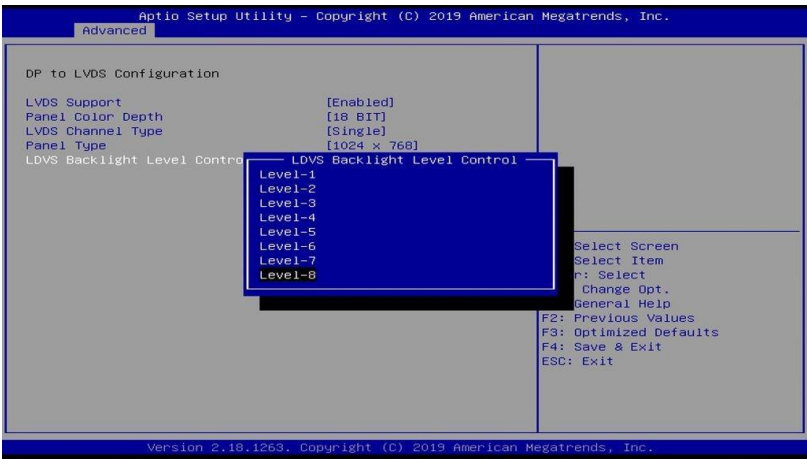 Aptio Setup Utility – Copyright (C) 2019 American Megatrends, Inc.
Advanced
DP to LVDS Configuration
LVDS Support [Enabled]
Panel Color Depth [18 BIT]
LVDS Channel Type [Single]
Panel Type [1024 x 768]
LDVS Backlight Level Contro
LDVS Backlight Level Control
Level-1
Level-2
Level-3
Level-4
Level-5
Level-6
Level-7
Level-8
Select Screen
Select Item
r: Select
Change Opt.
General Help
F2: Previous Values
F3: Optimized Defaults
F4: Save & Exit
ESC: Exit
Version 2.18.1263. Copyright (C) 2019 American Megatrends, Inc.